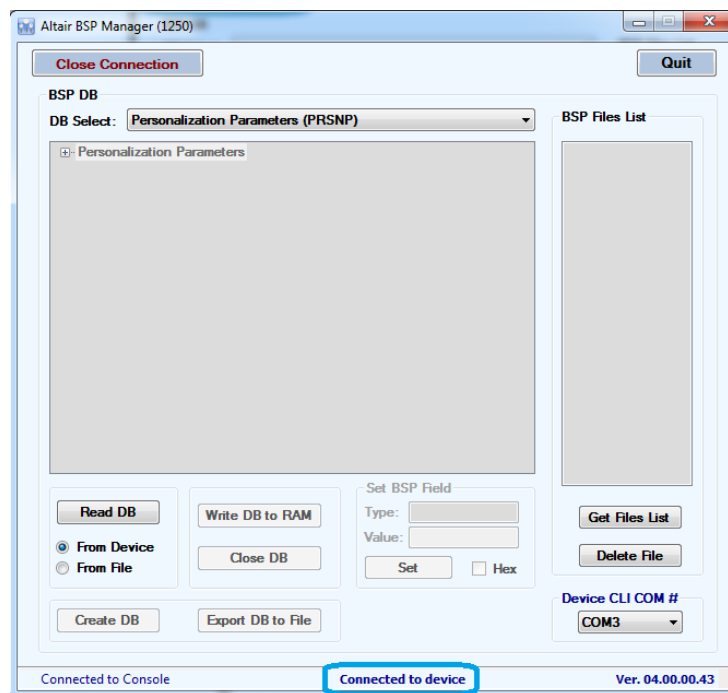 Altair BSP Manager (1250)
Close Connection
Quit
BSP DB
DB Select: Personalization Parameters (PRSNP)
Personalization Parameters
BSP Files List
Read DB
From Device
From File
Write DB to RAM
Close DB
Set BSP Field
Type:
Value:
Set
Hex
Get Files List
Delete File
Create DB
Export DB to File
Device CLI COM #
COM3
Connected to Console
Connected to device
Ver. 04.00.00.43